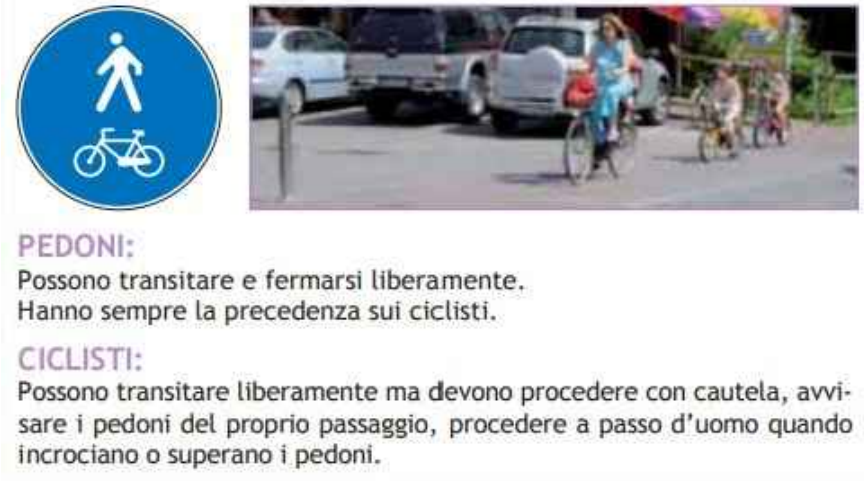 PEDONI:
Possono transitare e fermarsi liberamente.
Hanno sempre la precedenza sui ciclisti.
CICLISTI:
Possono transitare liberamente ma devono procedere con cautela, avvi-
sare i pedoni del proprio passaggio, procedere a passo d'uomo quando
incrociano o superano i pedoni.